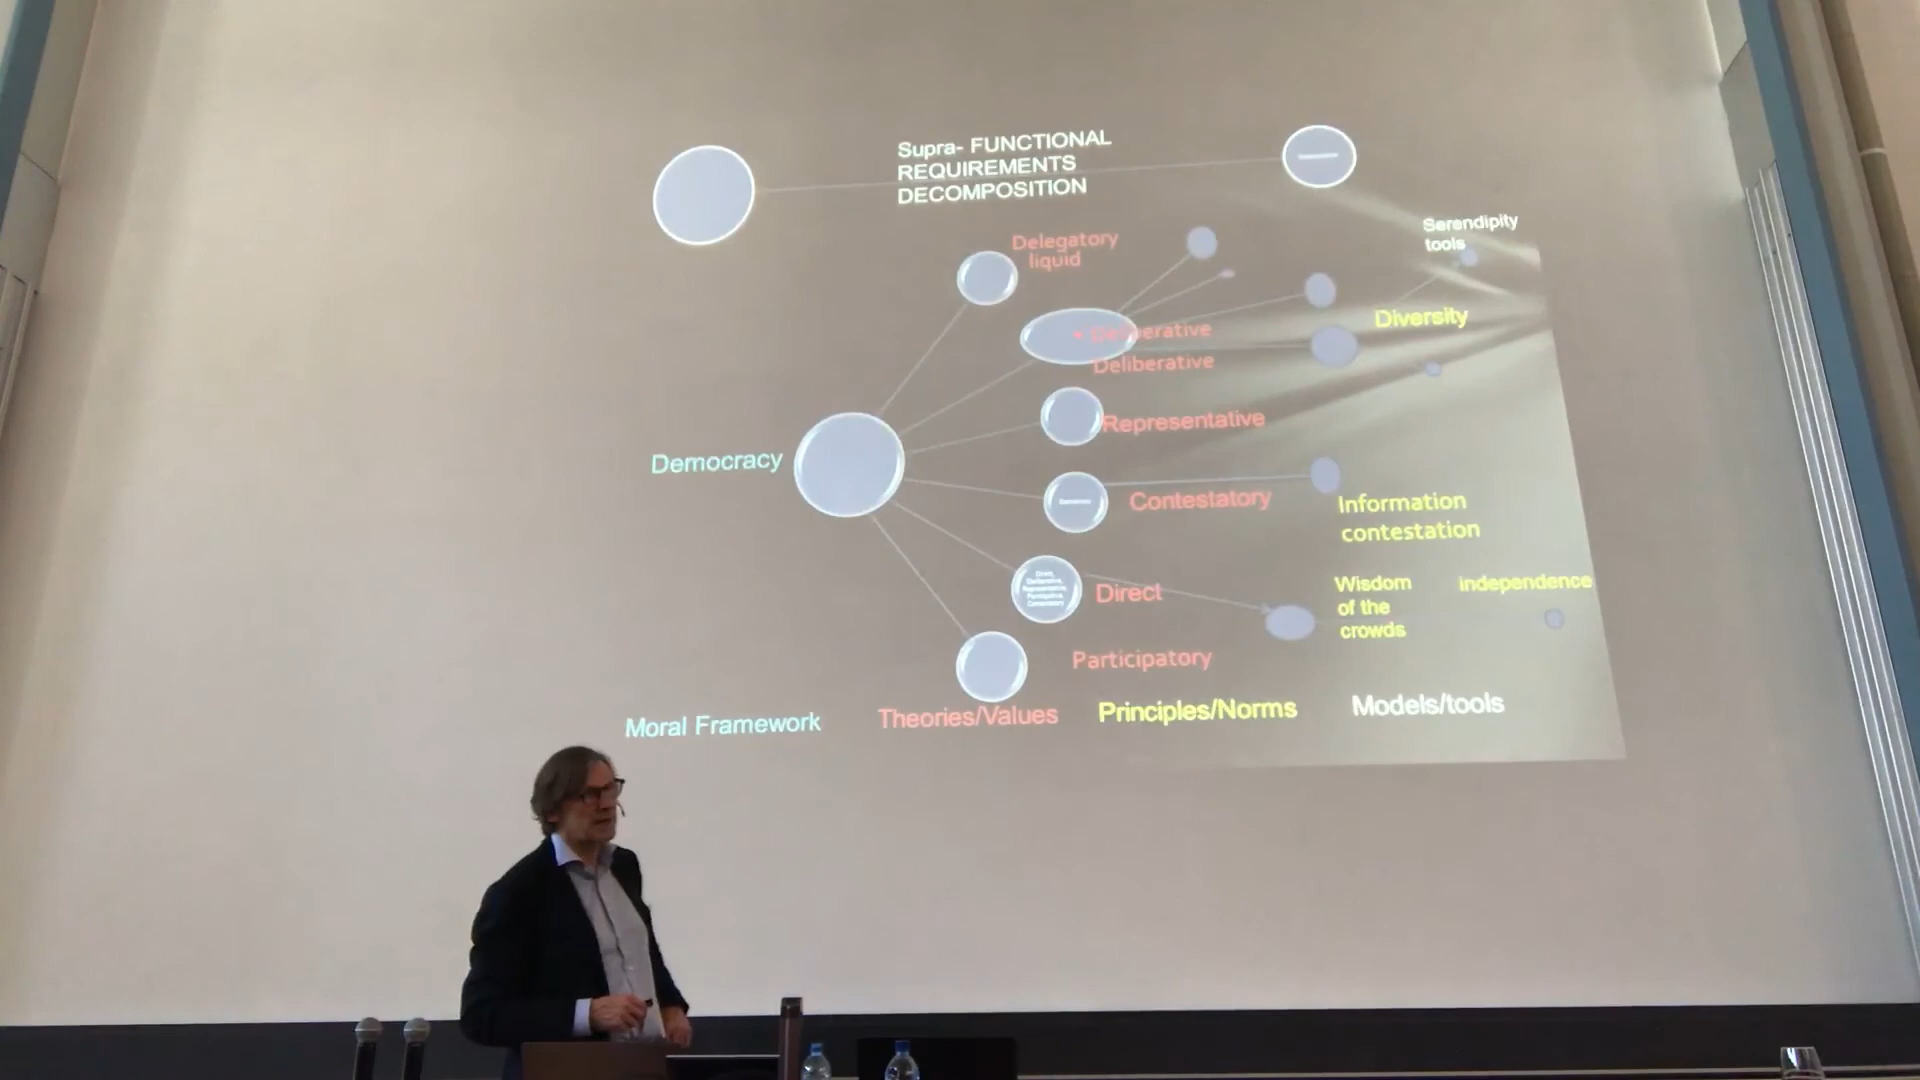 Supra- FUNCTIONAL
REQUIREMENTS
DECOMPOSITION
Serendipity
tools
Delegatory
liquid
Diversity
• Deliberative
Deliberative
Representative
Democracy
Contestatory
Information
contestation
Direct
Wisdom
of the
crowds
independence
Participatory
Moral Framework
Theories/Values
Principles/Norms
Models/tools